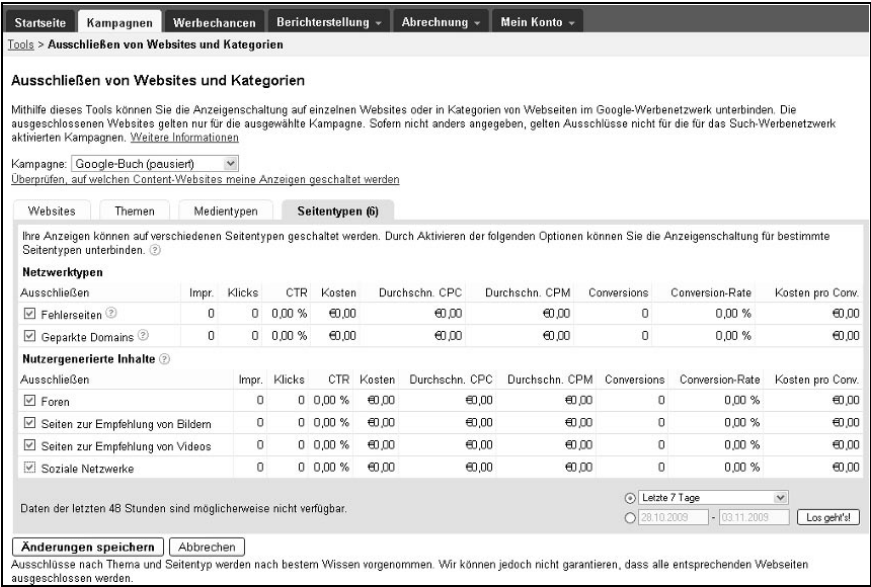 Startseite Kampagnen Werbechancen Berichterstellung Abrechnung Mein Konto
Tools > Ausschließen von Websites und Kategorien
Ausschließen von Websites und Kategorien
Mithilfe dieses Tools können Sie die Anzeigenschaltung auf einzelnen Websites oder in Kategorien von Webseiten im Google-Werbenetzwerk unterbinden. Die
ausgeschlossenen Websites gelten nur für die ausgewählte Kampagne. Sofern nicht anders angegeben, gelten Ausschlüsse nicht für die für das Such-Werbenetzwerk
aktivierten Kampagnen. Weitere Informationen
Kampagne: Google-Buch (pausiert)
Überprüfen, auf welchen Content-Websites meine Anzeigen geschaltet werden
Websites Themen Medientypen Seitentypen (6)
Ihre Anzeigen können auf verschiedenen Seitentypen geschaltet werden. Durch Aktivieren der folgenden Optionen können Sie die Anzeigenschaltung für bestimmte
Seitentypen unterbinden. ?
Netzwerktypen
Ausschließen Impr. Klicks CTR Kosten Durchschn. CPC Durchschn. CPM Conversions Conversion-Rate Kosten pro Conv.
Fehlerseiten ? 0 0 0,00 % €0,00 €0,00 €0,00 0 0,00 % €0,00
Geparkte Domains ? 0 0 0,00 % €0,00 €0,00 €0,00 0 0,00 % €0,00
Nutzergenerierte Inhalte ?
Ausschließen Impr. Klicks CTR Kosten Durchschn. CPC Durchschn. CPM Conversions Conversion-Rate Kosten pro Conv.
Foren 0 0 0,00 % €0,00 €0,00 €0,00 0 0,00 % €0,00
Seiten zur Empfehlung von Bildern 0 0 0,00 % €0,00 €0,00 €0,00 0 0,00 % €0,00
Seiten zur Empfehlung von Videos 0 0 0,00 % €0,00 €0,00 €0,00 0 0,00 % €0,00
Soziale Netzwerke 0 0 0,00 % €0,00 €0,00 €0,00 0 0,00 % €0,00
Letzte 7 Tage
Daten der letzten 48 Stunden sind möglicherweise nicht verfügbar.
28.10.2009 - 03.11.2009 Los geht's!
Änderungen speichern Abbrechen
Ausschlüsse nach Thema und Seitentyp werden nach bestem Wissen vorgenommen. Wir können jedoch nicht garantieren, dass alle entsprechenden Webseiten
ausgeschlossen werden.